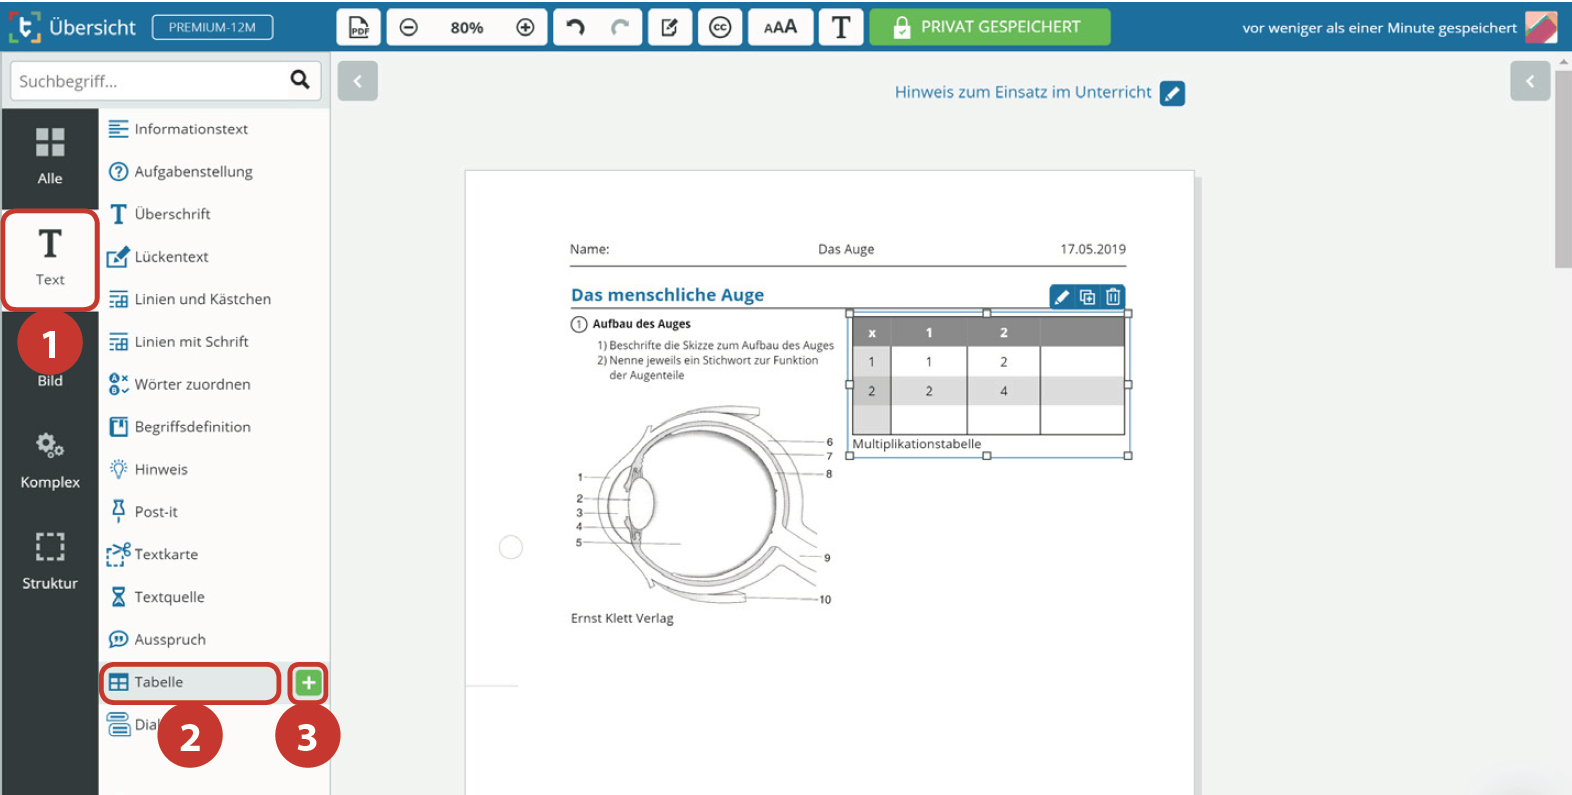 Übersicht
PREMIUM-12M
PDF
80%
cc
AAA
T
PRIVAT GESPEICHERT
vor weniger als einer Minute gespeichert
Suchbegriff...
Hinweis zum Einsatz im Unterricht
Alle
T
Text
1
Bild
Komplex
Struktur
Informationstext
Aufgabenstellung
Überschrift
Lückentext
Linien und Kästchen
Linien mit Schrift
Wörter zuordnen
Begriffsdefinition
Hinweis
Post-it
Textkarte
Textquelle
Ausspruch
Tabelle
Dia
2
3
Name: Das Auge 17.05.2019
Das menschliche Auge
1 Aufbau des Auges
1) Beschrifte die Skizze zum Aufbau des Auges
2) Nenne jeweils ein Stichwort zur Funktion
der Augenteile
x 1 2
1 1 2
2 2 4
Multiplikationstabelle
1
2
3
4
5
6
7
8
9
10
Ernst Klett Verlag